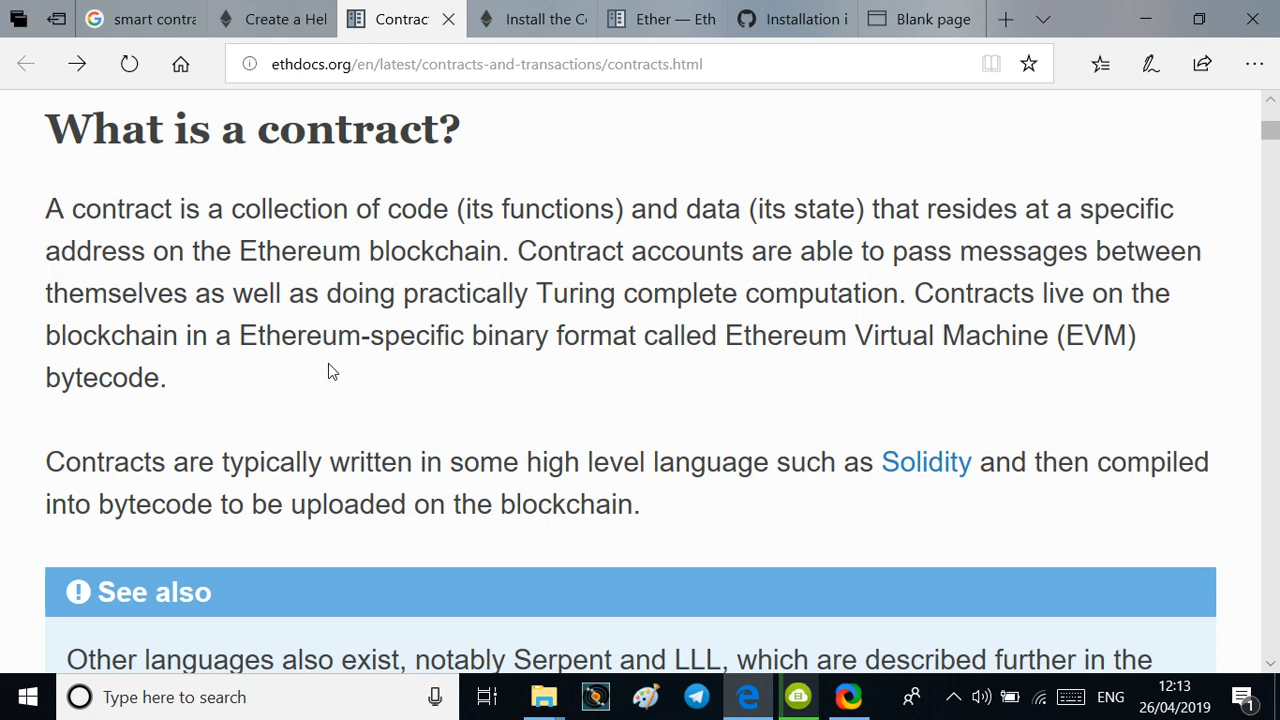 smart contra
Create a Hel
Contrac
Install the C
Ether — Eth
Installation i
Blank page
ethdocs.org/en/latest/contracts-and-transactions/contracts.html
What is a contract?
A contract is a collection of code (its functions) and data (its state) that resides at a specific
address on the Ethereum blockchain. Contract accounts are able to pass messages between
themselves as well as doing practically Turing complete computation. Contracts live on the
blockchain in a Ethereum-specific binary format called Ethereum Virtual Machine (EVM)
bytecode.
Contracts are typically written in some high level language such as Solidity and then compiled
into bytecode to be uploaded on the blockchain.
See also
Other languages also exist, notably Serpent and LLL, which are described further in the
Type here to search
ENG
12:13
26/04/2019
1